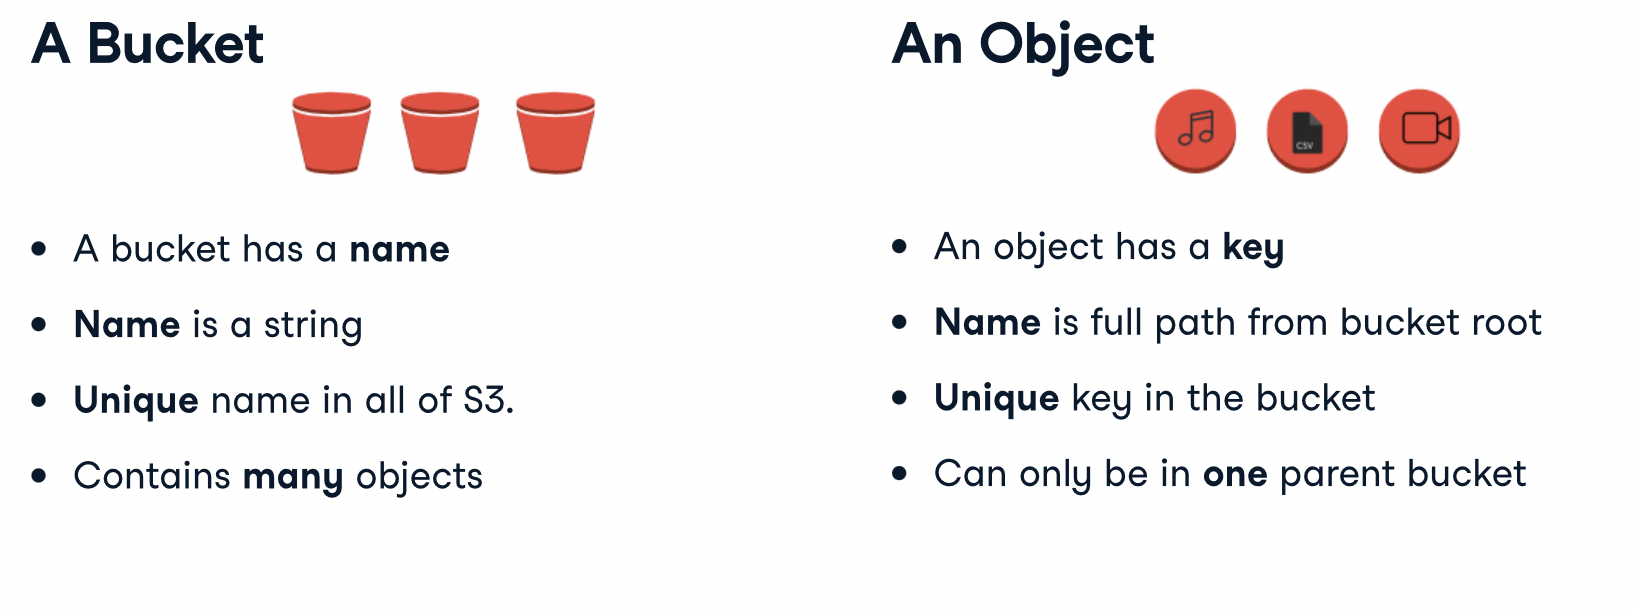 A Bucket
• A bucket has a name
• Name is a string
• Unique name in all of S3.
• Contains many objects
An Object
CSV
• An object has a key
• Name is full path from bucket root
• Unique key in the bucket
• Can only be in one parent bucket